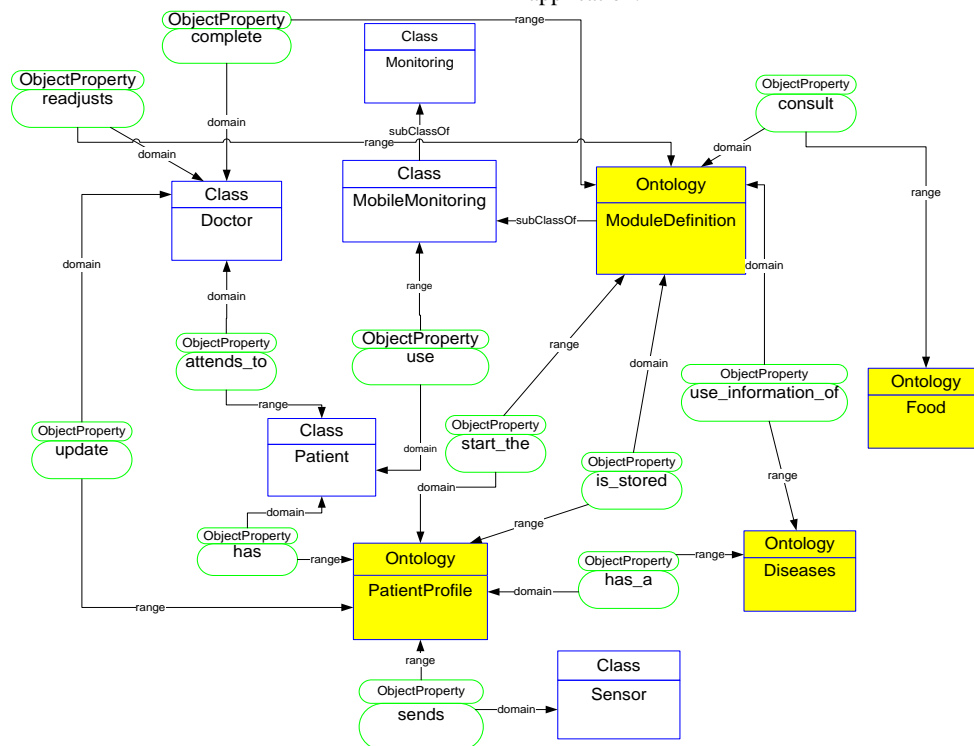 application.
ObjectProperty
complete
range
Class
Monitoring
ObjectProperty
readjusts
ObjectProperty
consult
domain
subClassOf
range
domain
domain
Class
Doctor
Class
MobileMonitoring
subClassOf
Ontology
ModuleDefinition
range
domain
domain
domain
range
range
ObjectProperty
attends_to
ObjectProperty
use
domain
ObjectProperty
use_information_of
Ontology
Food
range
ObjectProperty
update
Class
Patient
ObjectProperty
start_the
domain
ObjectProperty
is_stored
range
domain
domain
range
ObjectProperty
has
range
Ontology
PatientProfile
ObjectProperty
has_a
range
Ontology
Diseases
domain
range
range
Class
Sensor
ObjectProperty
sends
domain